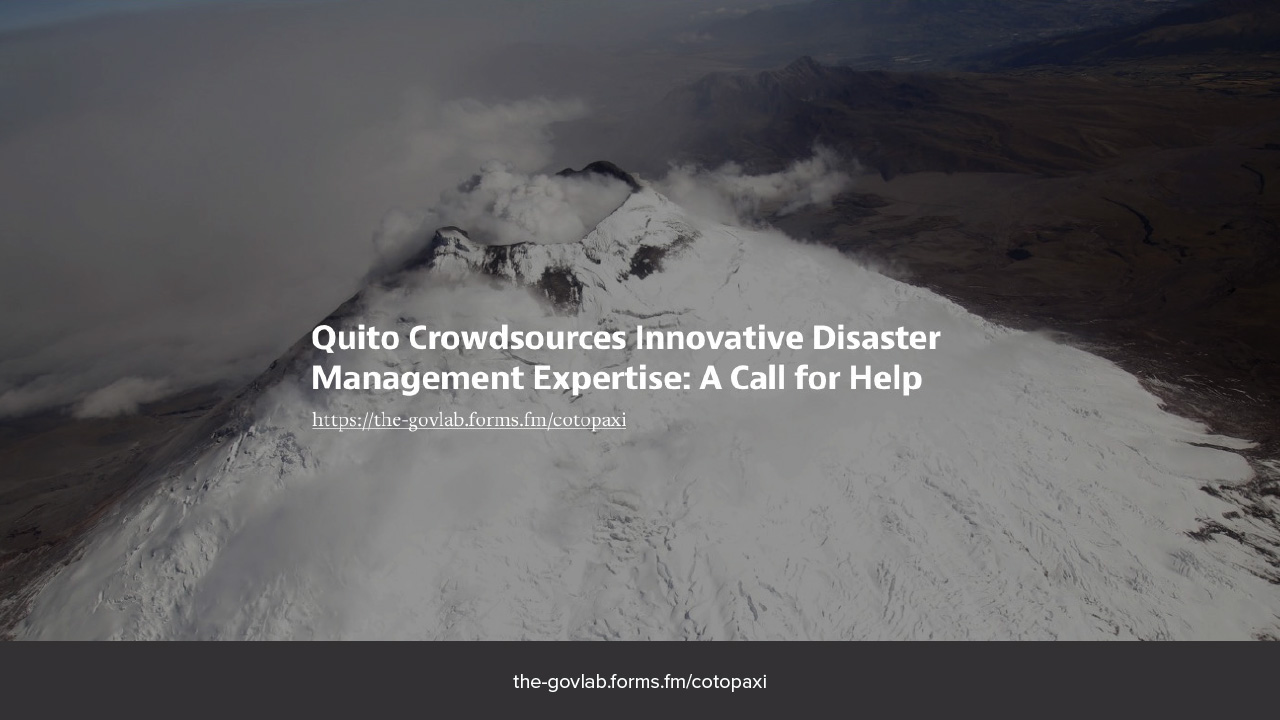 Quito Crowdsources Innovative Disaster
Management Expertise: A Call for Help
https://the-govlab.forms.fm/cotopaxi
the-govlab.forms.fm/cotopaxi